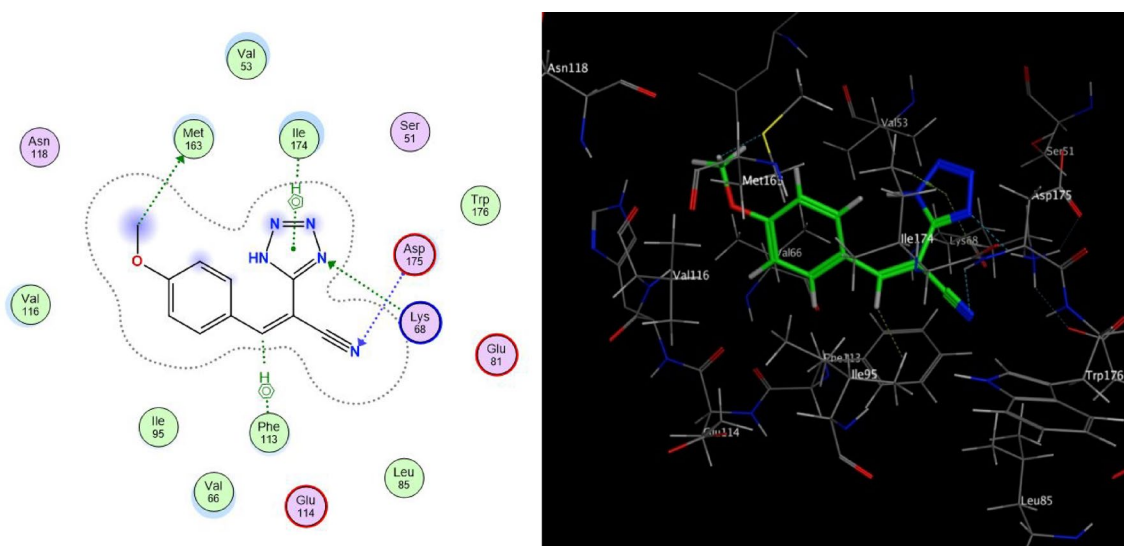 Val
53
Met
163
Ile
174
Ser
51
Asn
118
Trp
176
H
N N
HN N
Asp
175
O
Lys
68
Val
116
N
Glu
81
H
Ile
95
Phe
113
Leu
85
Val
66
Glu
114
Asn118
Val53
Ser51
Met163
Asp175
Ile174
Lys68
Val66
Val116
Phe113
Ile95
Trp176
Glu114
Leu85